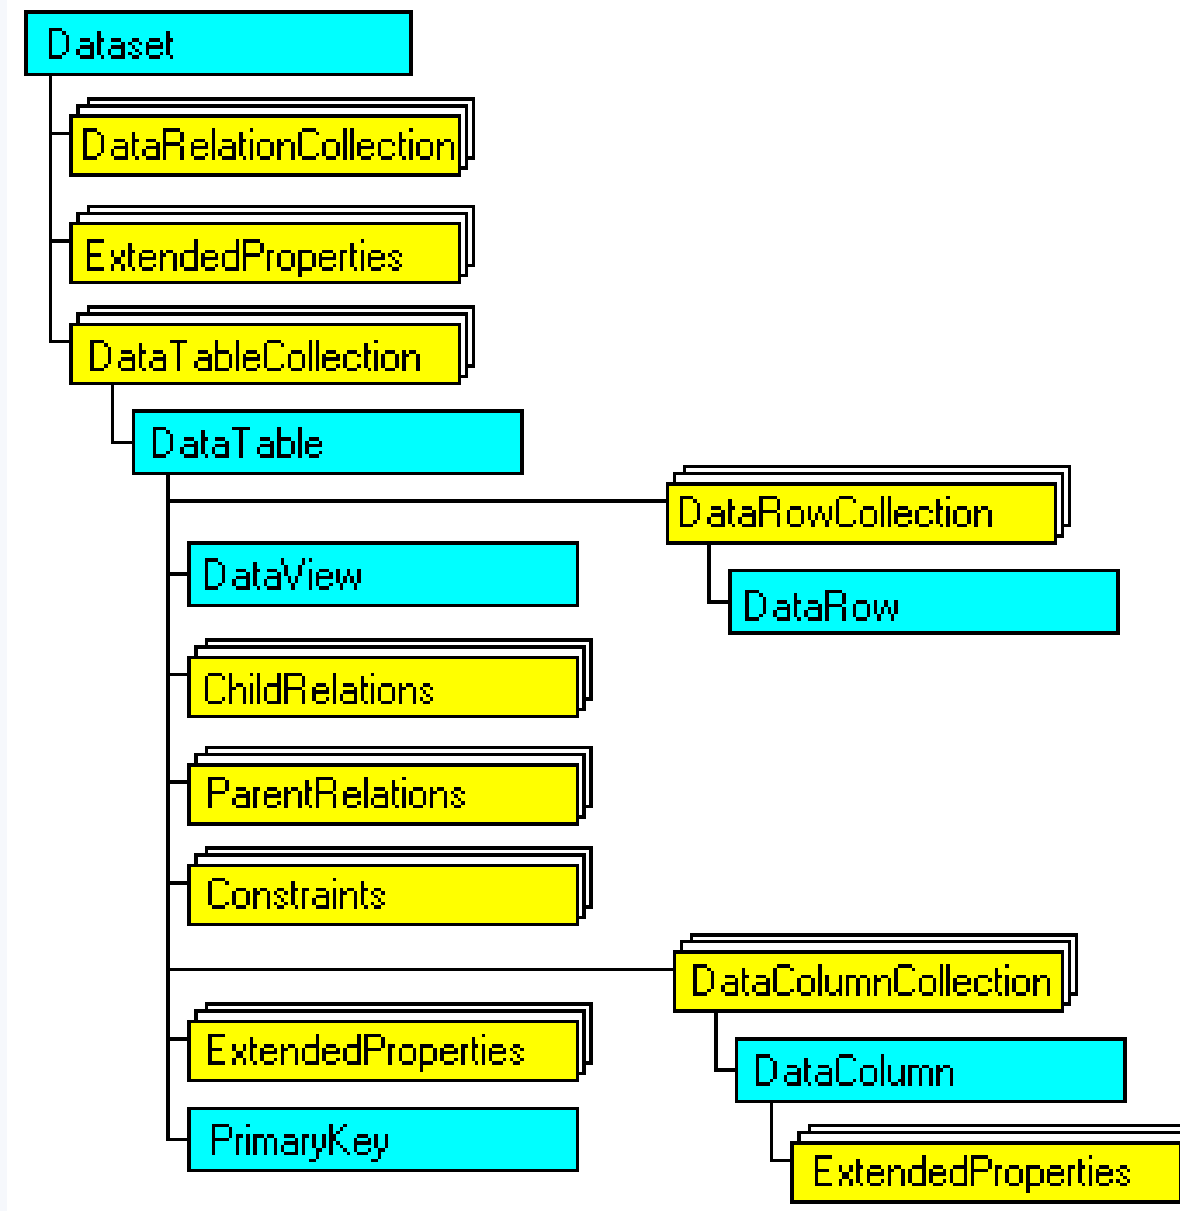 Dataset
DataRelationCollection
ExtendedProperties
DataTableCollection
DataTable
DataRowCollection
DataView
DataRow
ChildRelations
ParentRelations
Constraints
DataColumnCollection
ExtendedProperties
DataColumn
PrimaryKey
ExtendedProperties